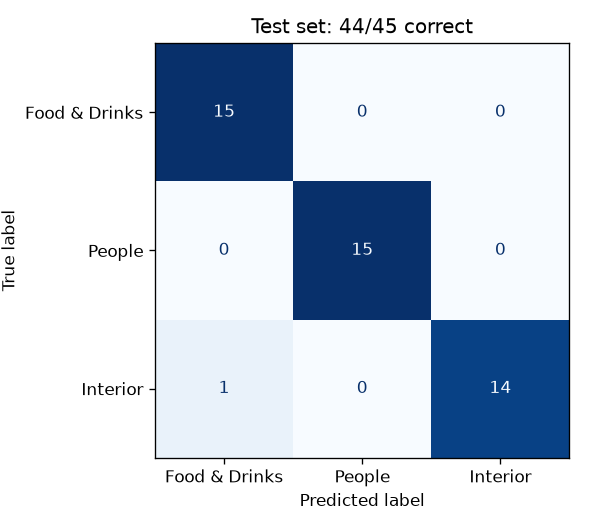 Test set: 44/45 correct
True label
Food & Drinks 15 0 0
People 0 15 0
Interior 1 0 14
Food & Drinks People Interior
Predicted label